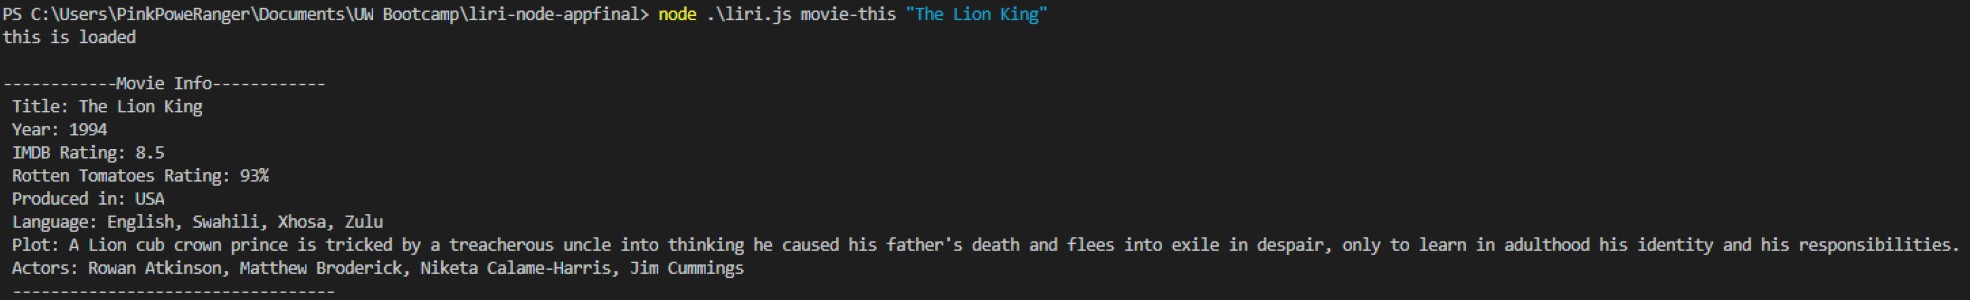 PS C:\Users\PinkPoweRanger\Documents\UW Bootcamp\liri-node-appfinal> node .\liri.js movie-this "The Lion King"
this is loaded
------------Movie Info------------
Title: The Lion King
Year: 1994
IMDB Rating: 8.5
Rotten Tomatoes Rating: 93%
Produced in: USA
Language: English, Swahili, Xhosa, Zulu
Plot: A Lion cub crown prince is tricked by a treacherous uncle into thinking he caused his father's death and flees into exile in despair, only to learn in adulthood his identity and his responsibilities.
Actors: Rowan Atkinson, Matthew Broderick, Niketa Calame-Harris, Jim Cummings
----------------------------------